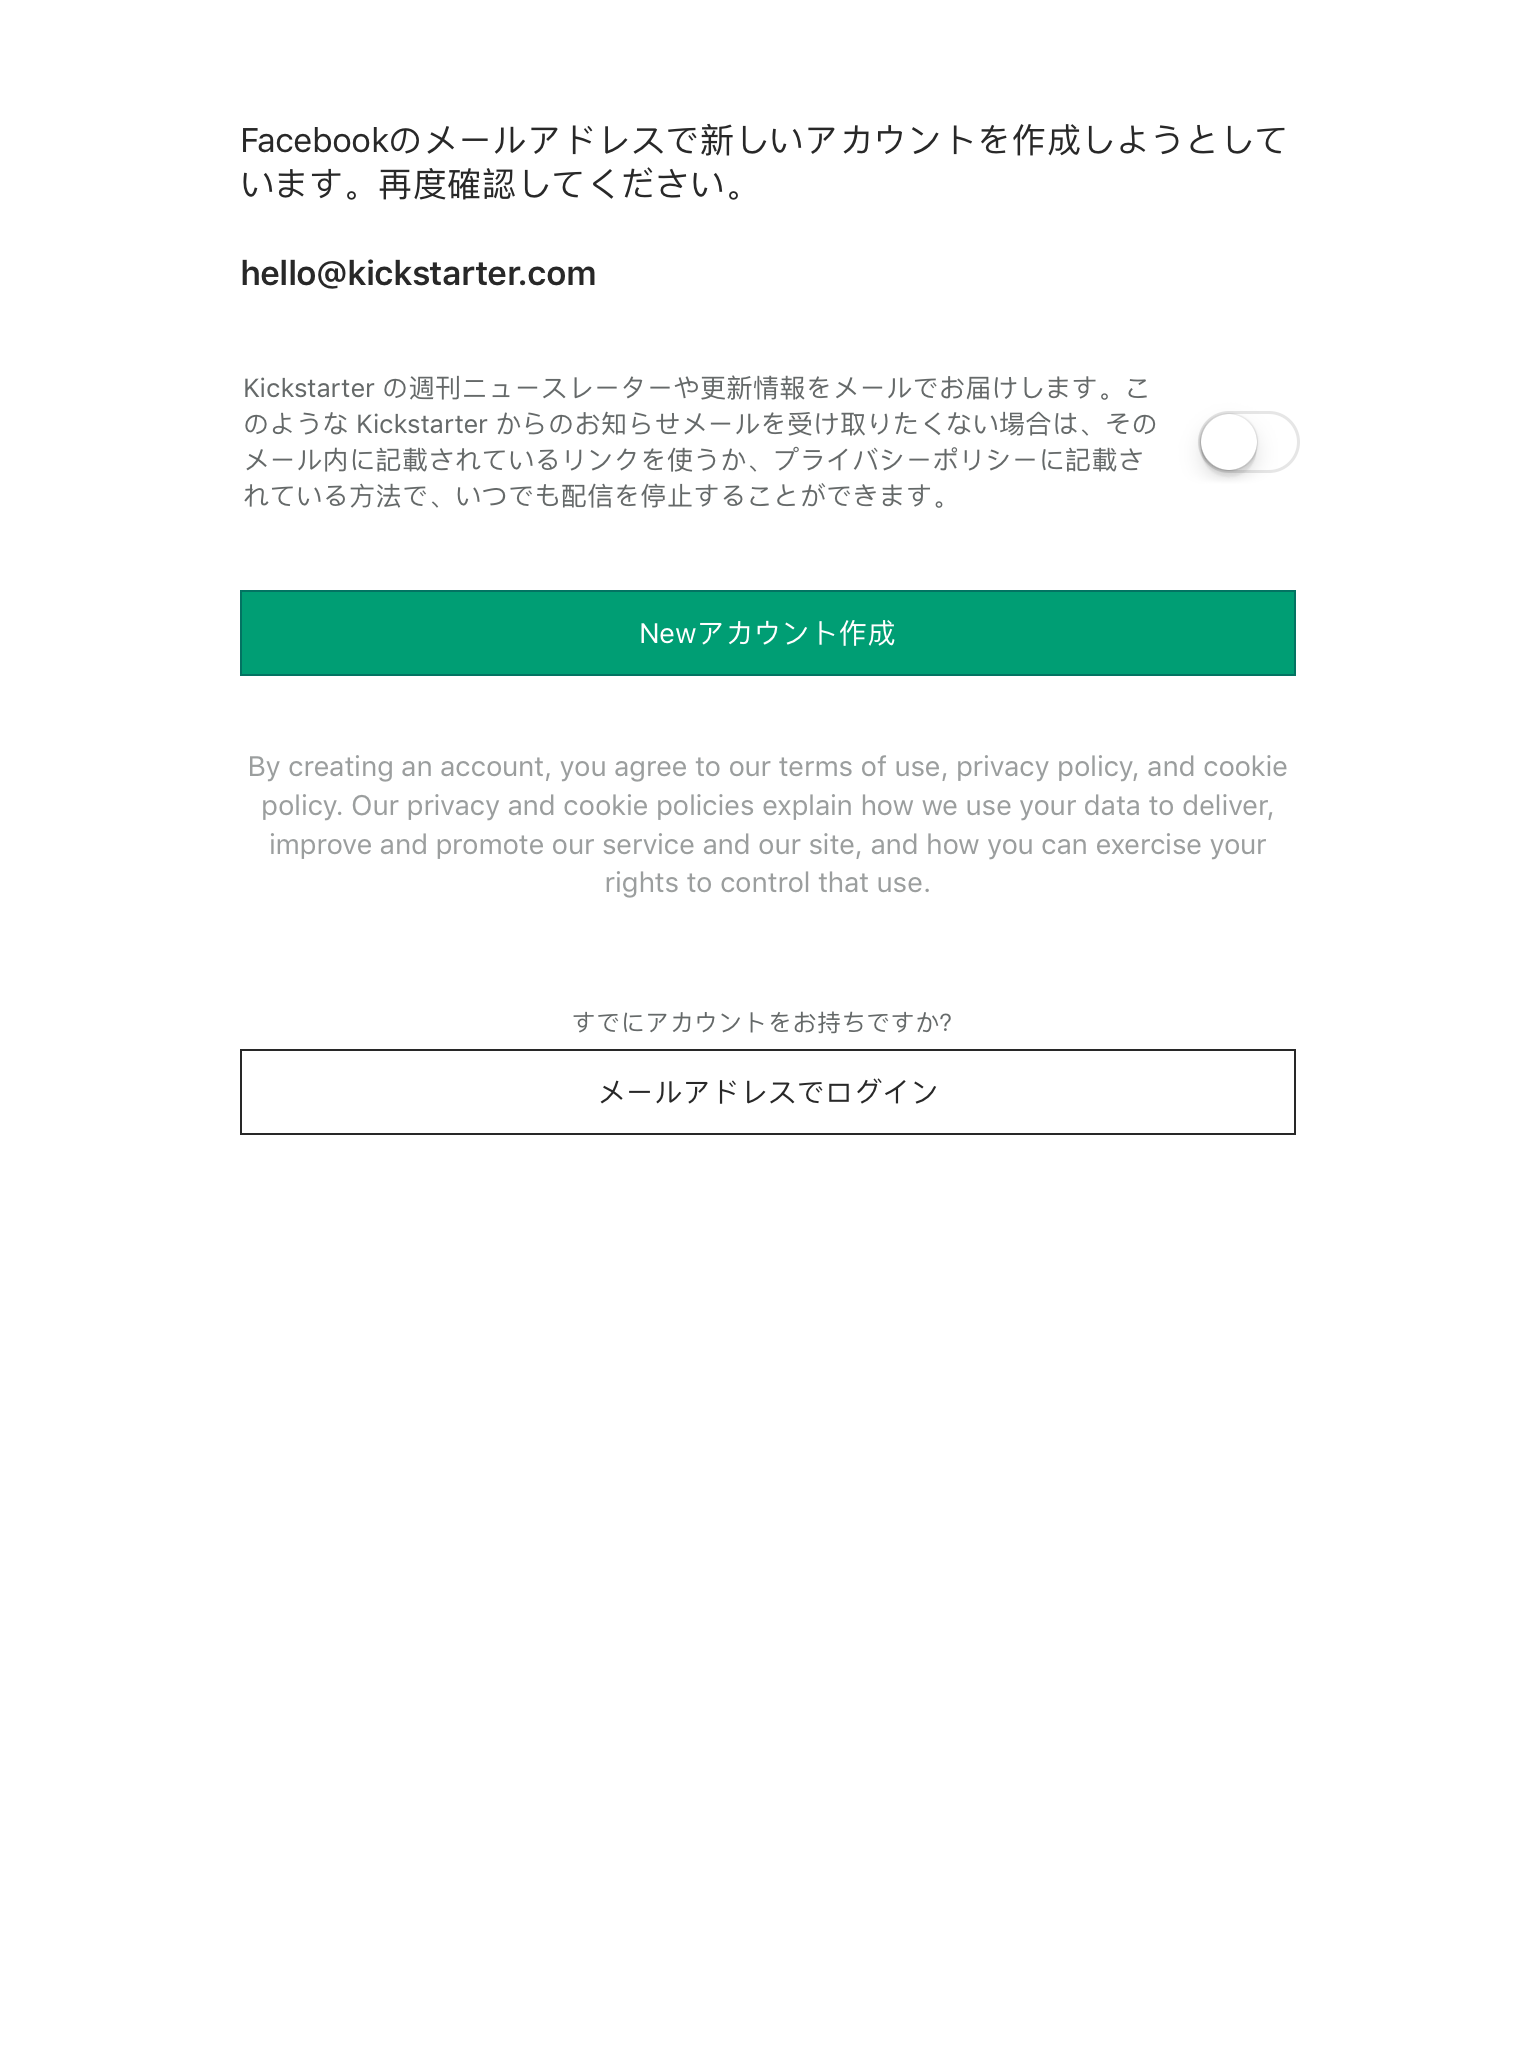 Facebookのメールアドレスで新しいアカウントを作成しようとして
います。再度確認してください。
hello@kickstarter.com
Kickstarter の週刊ニュースレーターや更新情報をメールでお届けします。こ
のような Kickstarter からのお知らせメールを受け取りたくない場合は、その
メール内に記載されているリンクを使うか、プライバシーポリシーに記載さ
れている方法で、いつでも配信を停止することができます。
Newアカウント作成
By creating an account, you agree to our terms of use, privacy policy, and cookie
policy. Our privacy and cookie policies explain how we use your data to deliver,
improve and promote our service and our site, and how you can exercise your
rights to control that use.
すでにアカウントをお持ちですか?
メールアドレスでログイン